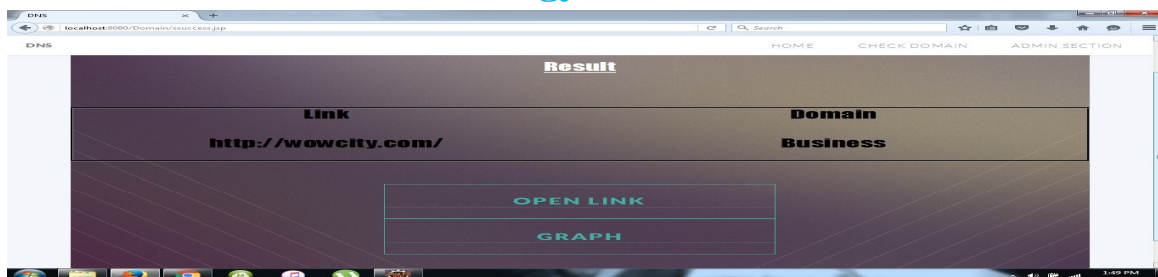 DNS
localhost:8080/Domain/ssuccess.jsp
Search
DNS HOME CHECK DOMAIN ADMIN SECTION
Result
Link Domain
http://wowcity.com/ Business
OPEN LINK
GRAPH
1:49 PM